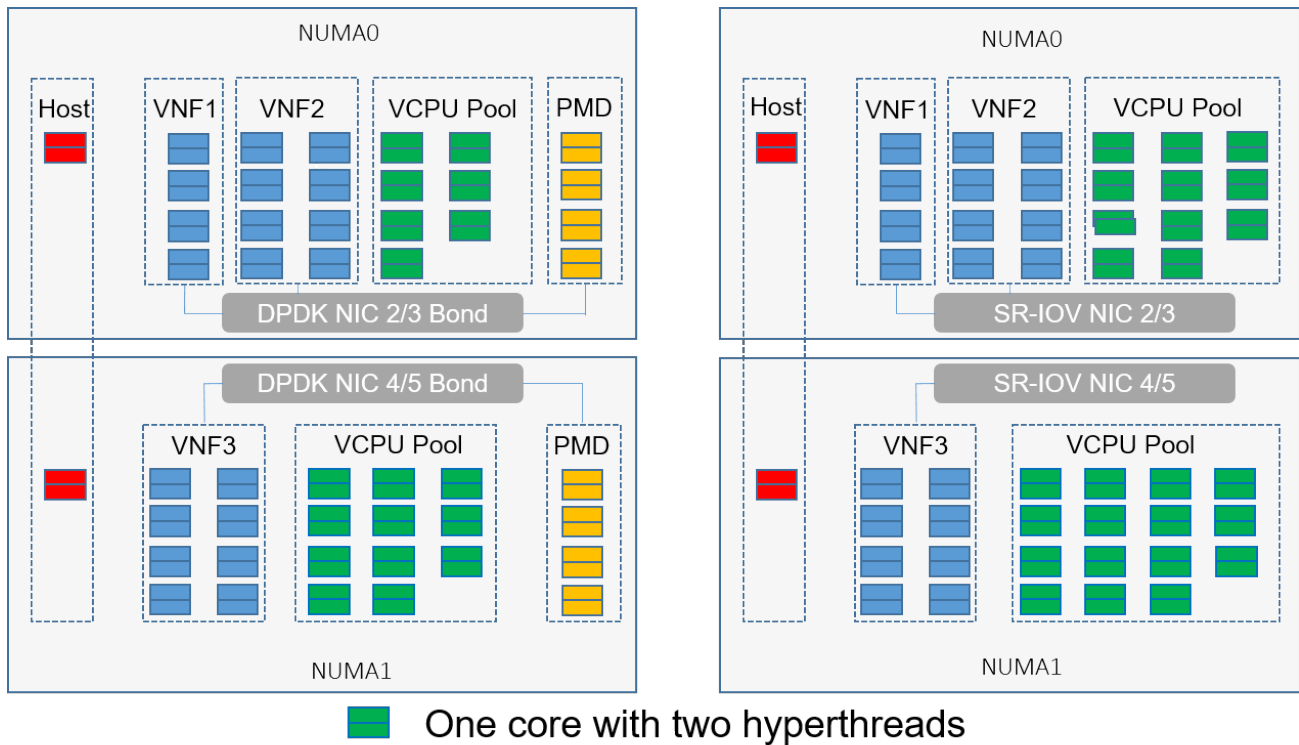 NUMA0
Host
VNF1
VNF2
VCPU Pool
PMD
DPDK NIC 2/3 Bond
DPDK NIC 4/5 Bond
VNF3
VCPU Pool
PMD
NUMA1
NUMA0
Host
VNF1
VNF2
VCPU Pool
SR-IOV NIC 2/3
SR-IOV NIC 4/5
VNF3
VCPU Pool
NUMA1
One core with two hyperthreads